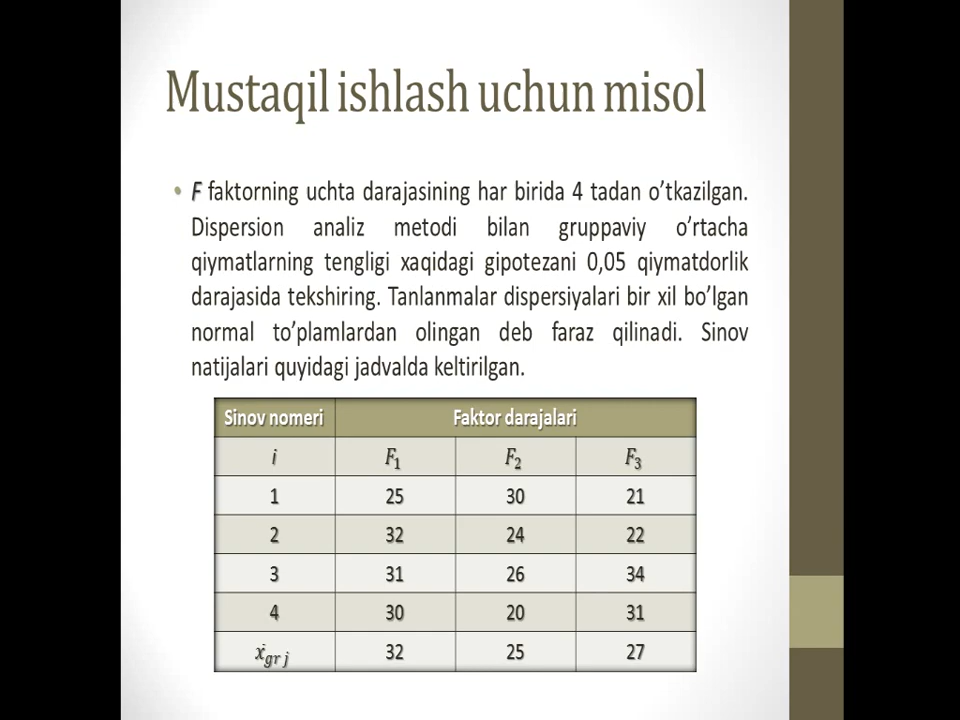 Mustaqil ishlash uchun misol
• F faktorning uchta darajasining har birida 4 tadan o’tkazilgan.
Dispersion analiz metodi bilan gruppaviy o’rtacha
qiymatlarning tengligi xaqidagi gipotezani 0,05 qiymatdorlik
darajasida tekshiring. Tanlanmalar dispersiyalari bir xil bo’lgan
normal to’plamlardan olingan deb faraz qilinadi. Sinov
natijalari quyidagi jadvalda keltirilgan.
Sinov nomeri Faktor darajalari
i F₁ F₂ F₃
1 25 30 21
2 32 24 22
3 31 26 34
4 30 20 31
ẋgr j 32 25 27